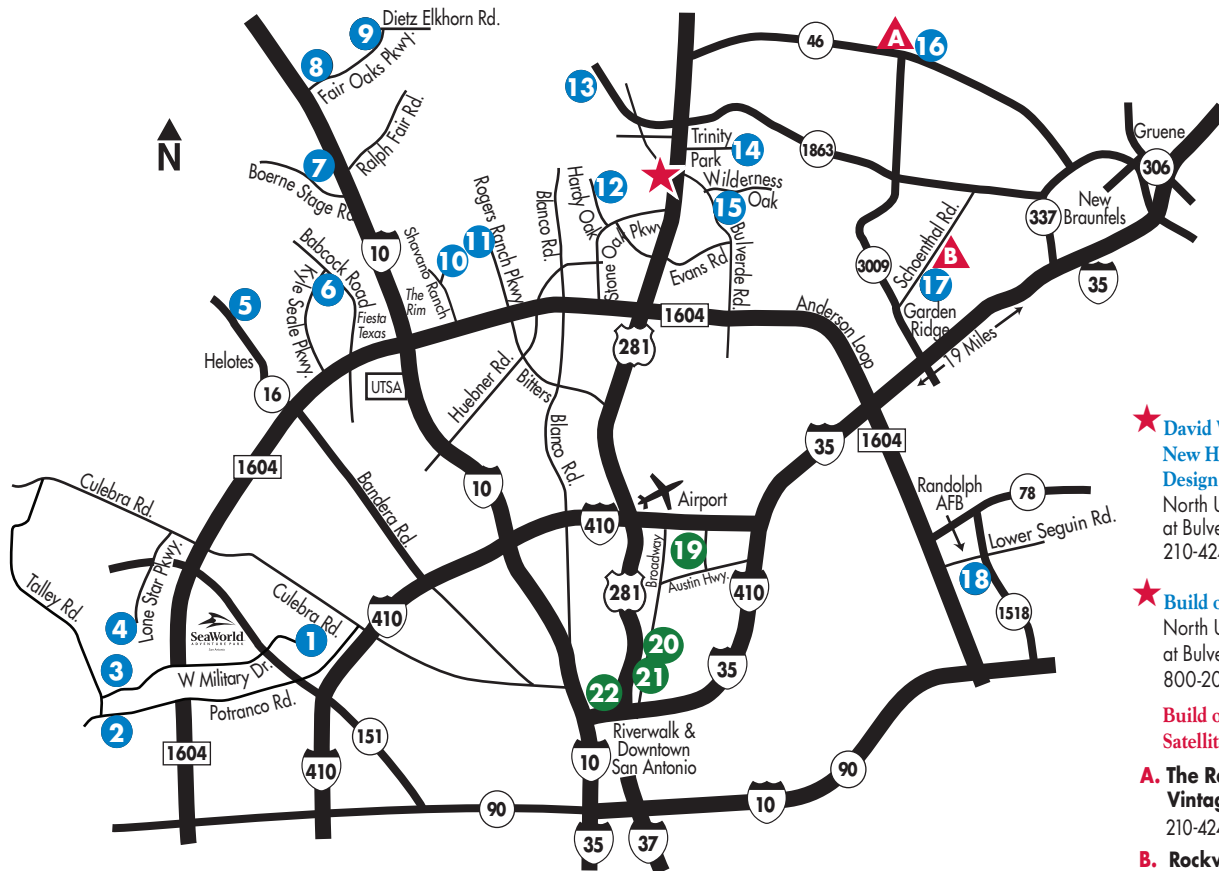 Dietz Elkhorn Rd.
9
8
Fair Oaks Pkwy.
46
A
16
13
N
Ralph Fair Rd.
7
Boerne Stage Rd.
Trinity
Park
14
1863
Gruene
306
Wilderness
Oak
12
15
Hardy Oak
Blanco Rd.
Rogers Ranch Pkwy.
Stone Oak Pkwy.
Evans Rd.
Bulverde Rd.
New
Braunfels
337
3009
Schoenthal Rd.
B
17
Garden
Ridge
35
19 Miles
10
Shavano Ranch
10
11
The
Rim
Babcock Road
Kyle Seale Pkwy.
6
Fiesta
Texas
5
Helotes
16
UTSA
1604
281
Anderson Loop
Huebner Rd.
Bitters
Blanco Rd.
35
1604
1604
Culebra Rd.
Bandera Rd.
10
410
Airport
Randolph
AFB
78
Lower Seguin Rd.
18
1518
Broadway
19
Austin Hwy.
410
281
Talley Rd.
Lone Star Pkwy.
4
SeaWorld
ADVENTURE PARK
San Antonio
Culebra Rd.
1
410
3
W Military Dr.
2
Potranco Rd.
20
21
22
35
Riverwalk &
Downtown
San Antonio
1604
410
151
10
90
90
10
35
37
David
New H
Design
North U
at Bulve
210-42
Build o
North U
at Bulve
800-20
Build o
Satellit
A. The R
Vintag
210-42
B. Rockv